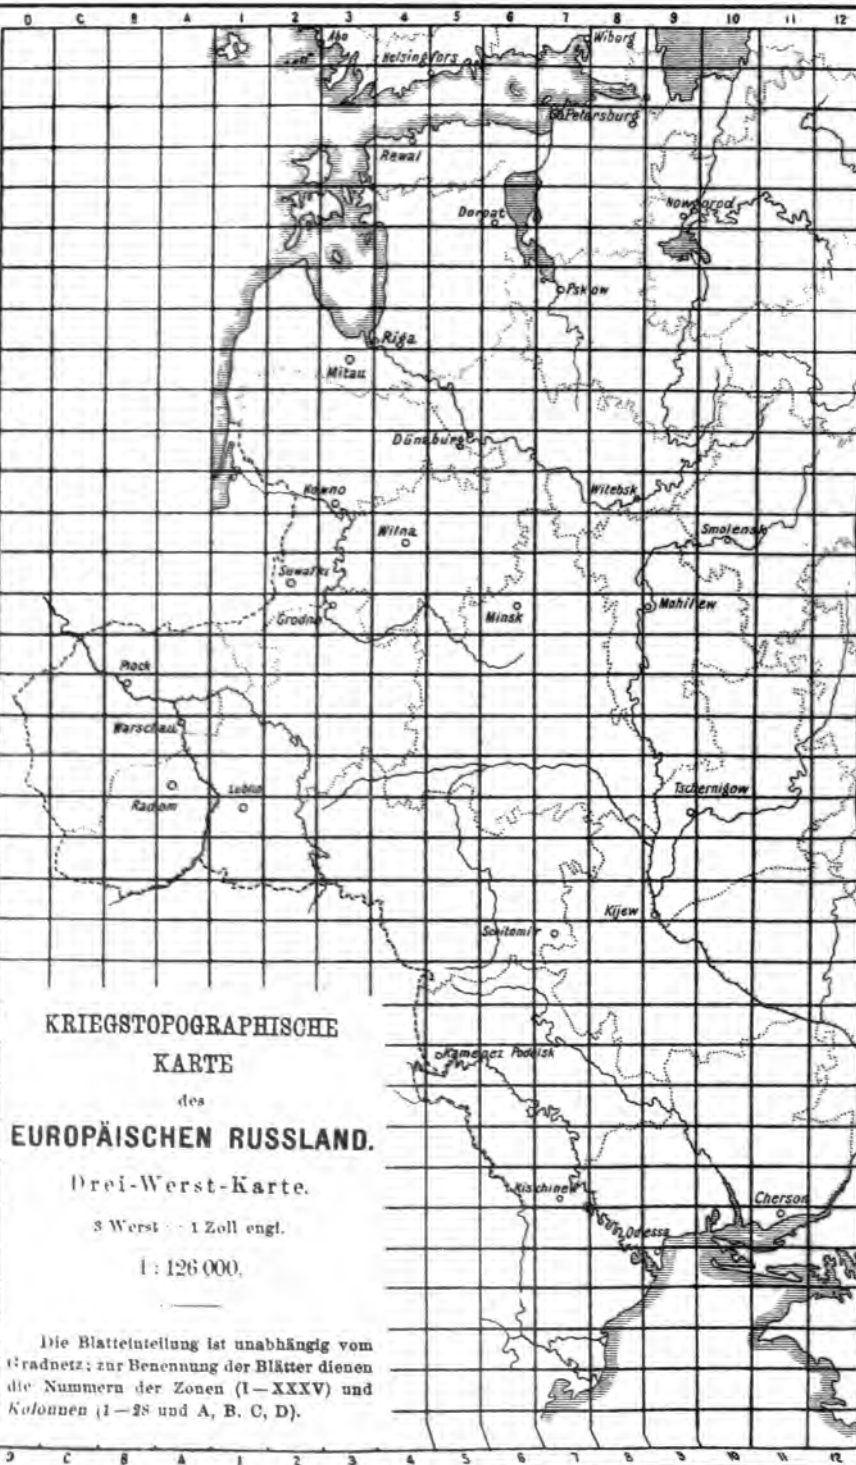 D C B A 1 2 3 4 5 6 7 8 9 10 11 12
Abo
Helsingfors
Wiborg
St.Petersburg
Rewal
Dorpat
Nowgorod
Pskow
Riga
Mitau
Dünaburg
Kowno
Witebsk
Wilna
Smolensk
Suwalki
Grodno
Minsk
Mohilew
Plock
Warschau
Radom
Lublin
Tschernigow
Kijew
Schitomir
KRIEGSTOPOGRAPHISCHE
KARTE
des
EUROPÄISCHEN RUSSLAND.
Drei-Werst-Karte.
3 Werst = 1 Zoll engl.
1 : 126 000.
Die Blatteinteilung ist unabhängig vom
Gradnetz; zur Benennung der Blätter dienen
die Nummern der Zonen (I—XXXV) und
Kolonnen (1—28 und A, B, C, D).
Kamenez Podolsk
Kischinew
Cherson
Odessa
D C B A 1 2 3 4 5 6 7 8 9 10 11 12